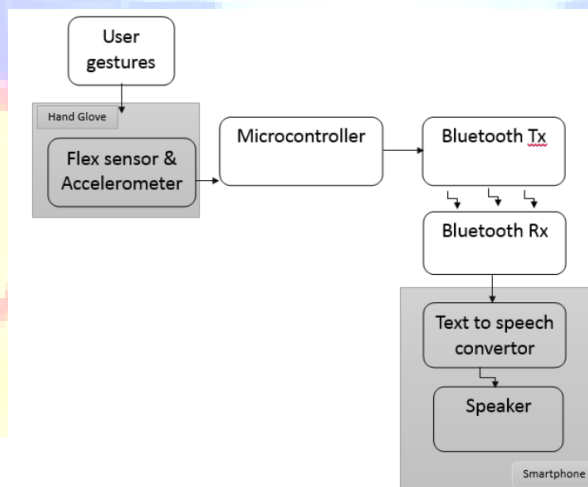 User
gestures
Hand Glove
Flex sensor &
Accelerometer
Microcontroller
Bluetooth Tx
Bluetooth Rx
Text to speech
convertor
Speaker
Smartphone